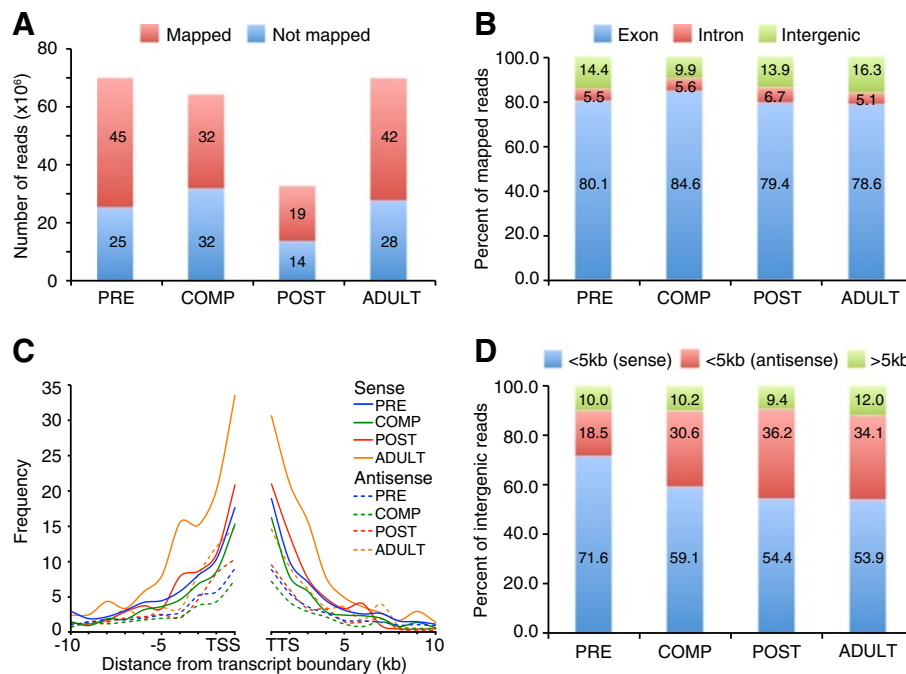 A
Mapped
Not mapped
Number of reads (x10⁶)
80
60
40
20
0
45
32
19
42
25
32
14
28
PRE
COMP
POST
ADULT
B
Exon
Intron
Intergenic
Percent of mapped reads
100.0
80.0
60.0
40.0
20.0
0.0
14.4
9.9
13.9
16.3
5.5
5.6
6.7
5.1
80.1
84.6
79.4
78.6
PRE
COMP
POST
ADULT
C
Frequency
35
30
25
20
15
10
5
0
Sense
PRE
COMP
POST
ADULT
Antisense
PRE
COMP
POST
ADULT
-10
-5
TSS
TTS
5
10
Distance from transcript boundary (kb)
D
<5kb (sense)
<5kb (antisense)
>5kb
Percent of intergenic reads
100.0
80.0
60.0
40.0
20.0
0.0
10.0
10.2
9.4
12.0
18.5
30.6
36.2
34.1
71.6
59.1
54.4
53.9
PRE
COMP
POST
ADULT